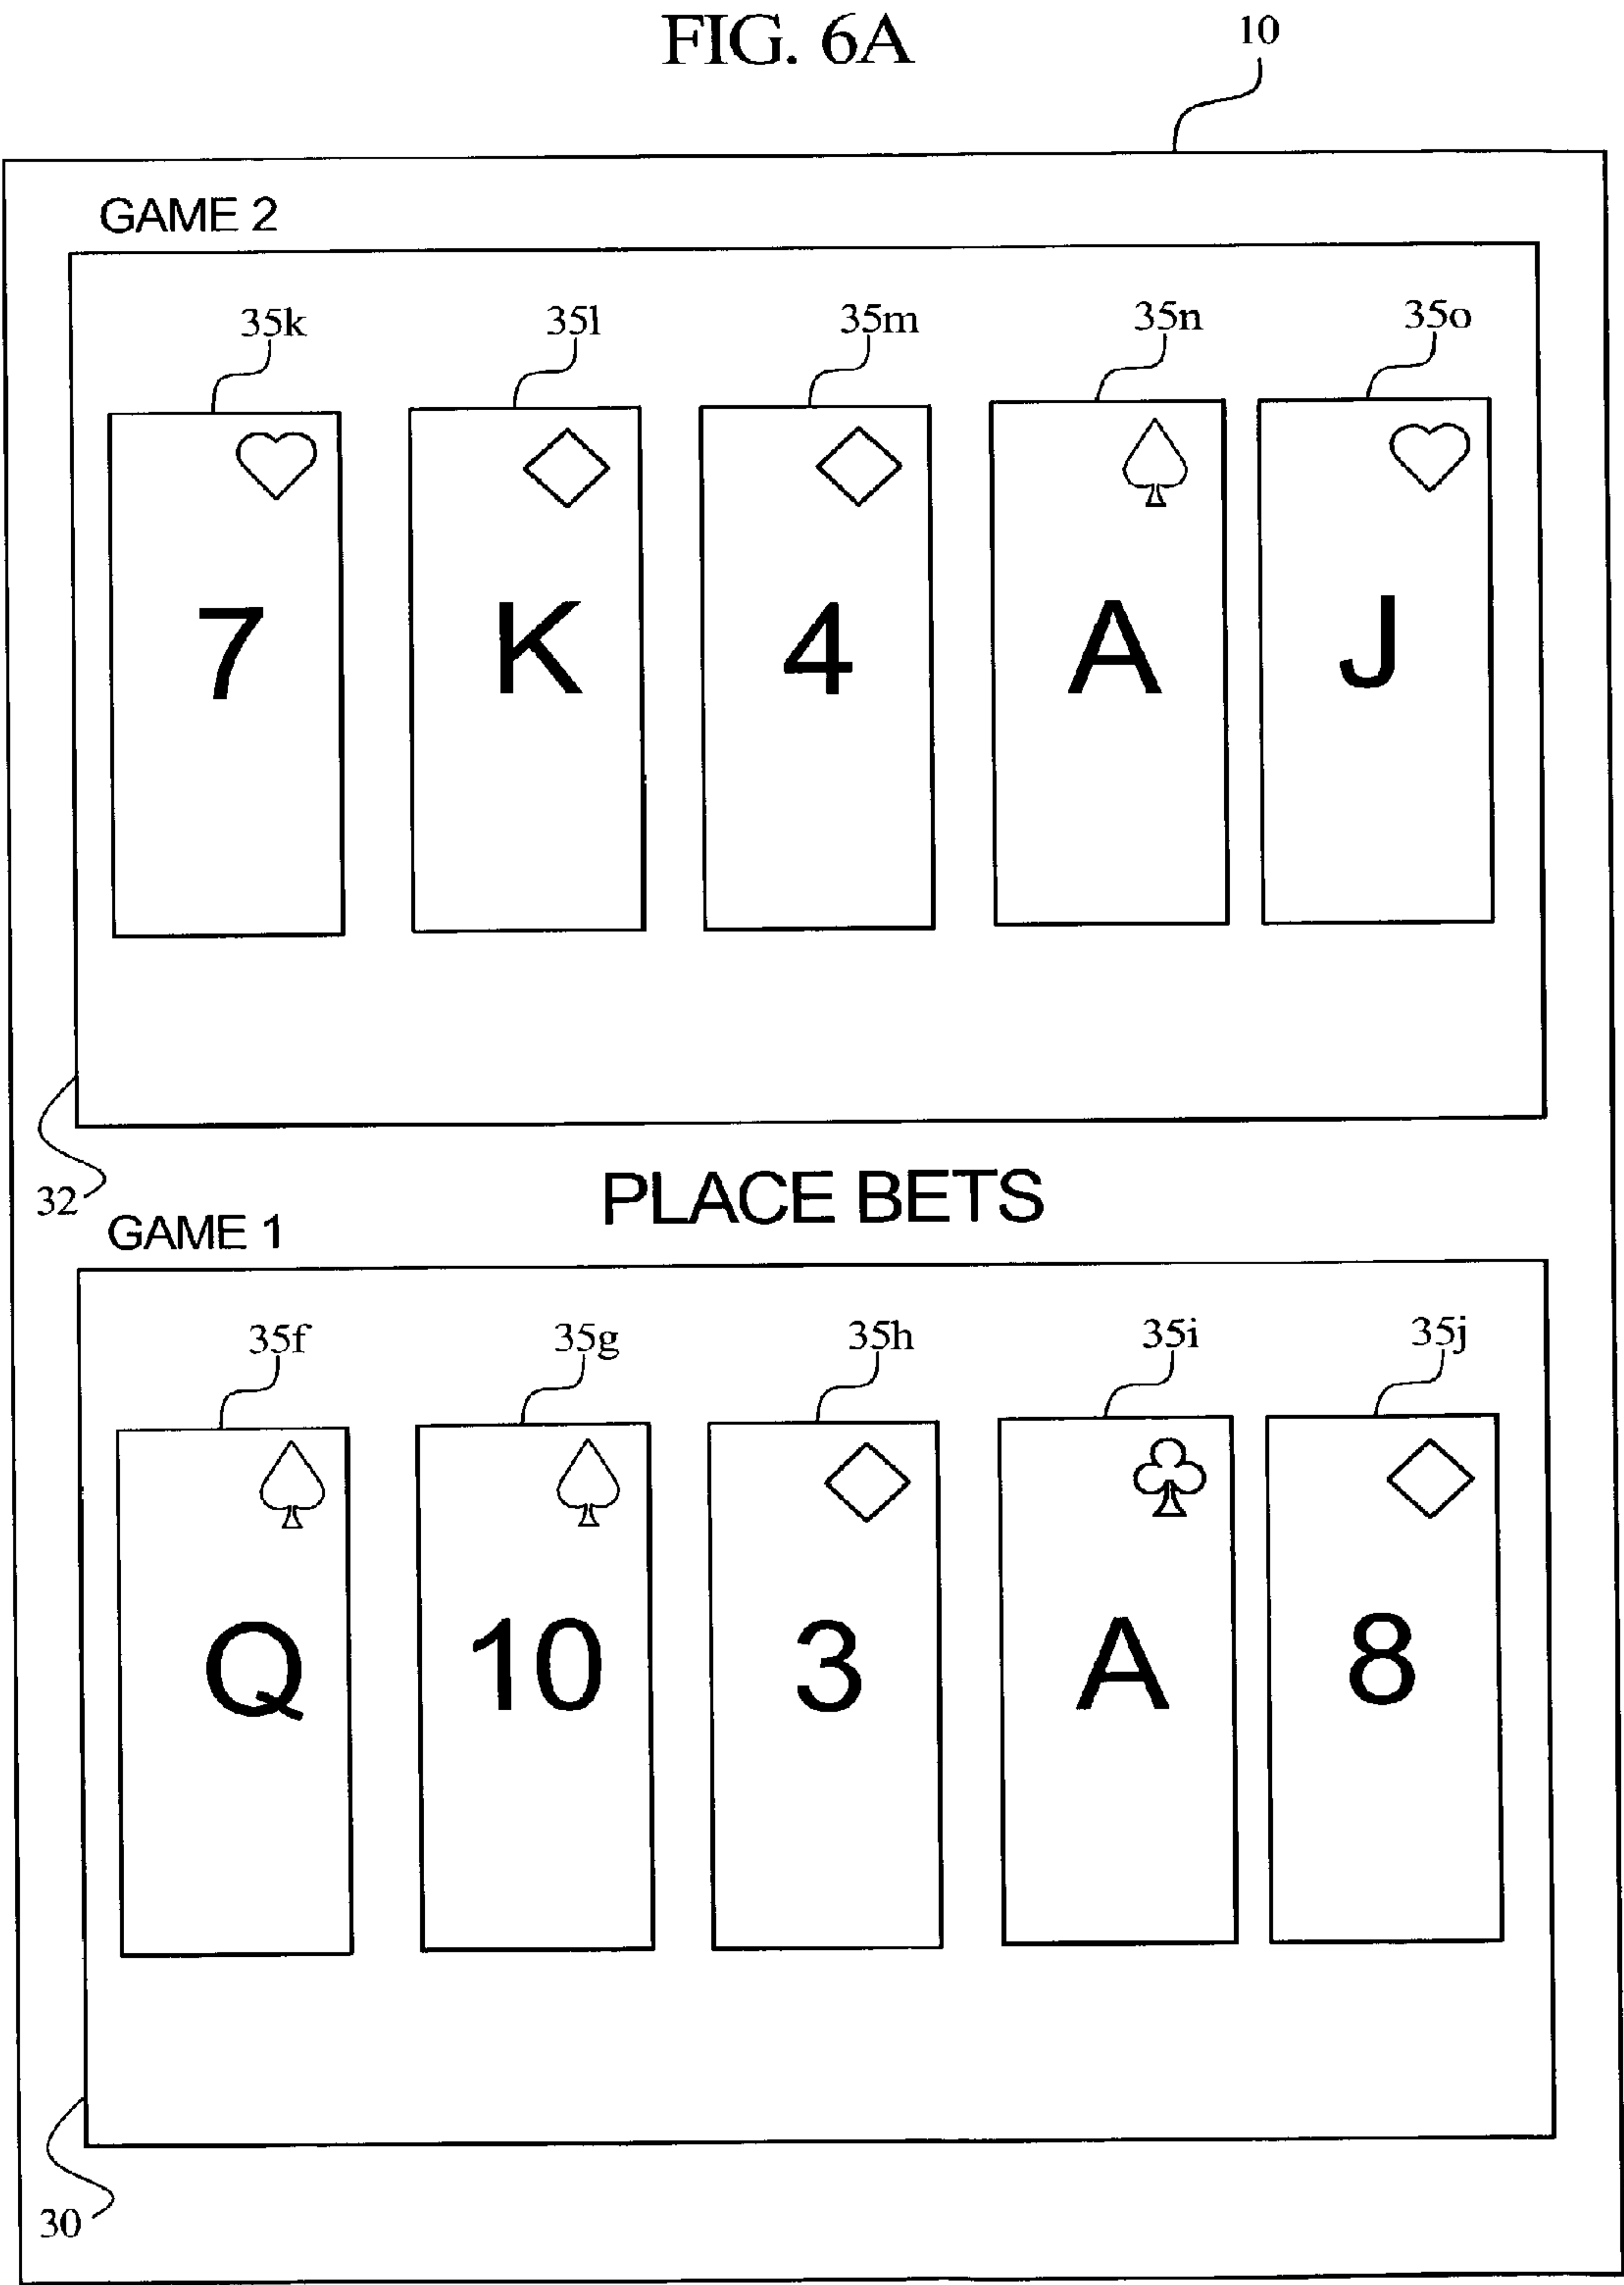 FIG. 6A
10
GAME 2
35k 35l 35m 35n 35o
7 K 4 A J
32
PLACE BETS
GAME 1
35f 35g 35h 35i 35j
Q 10 3 A 8
30